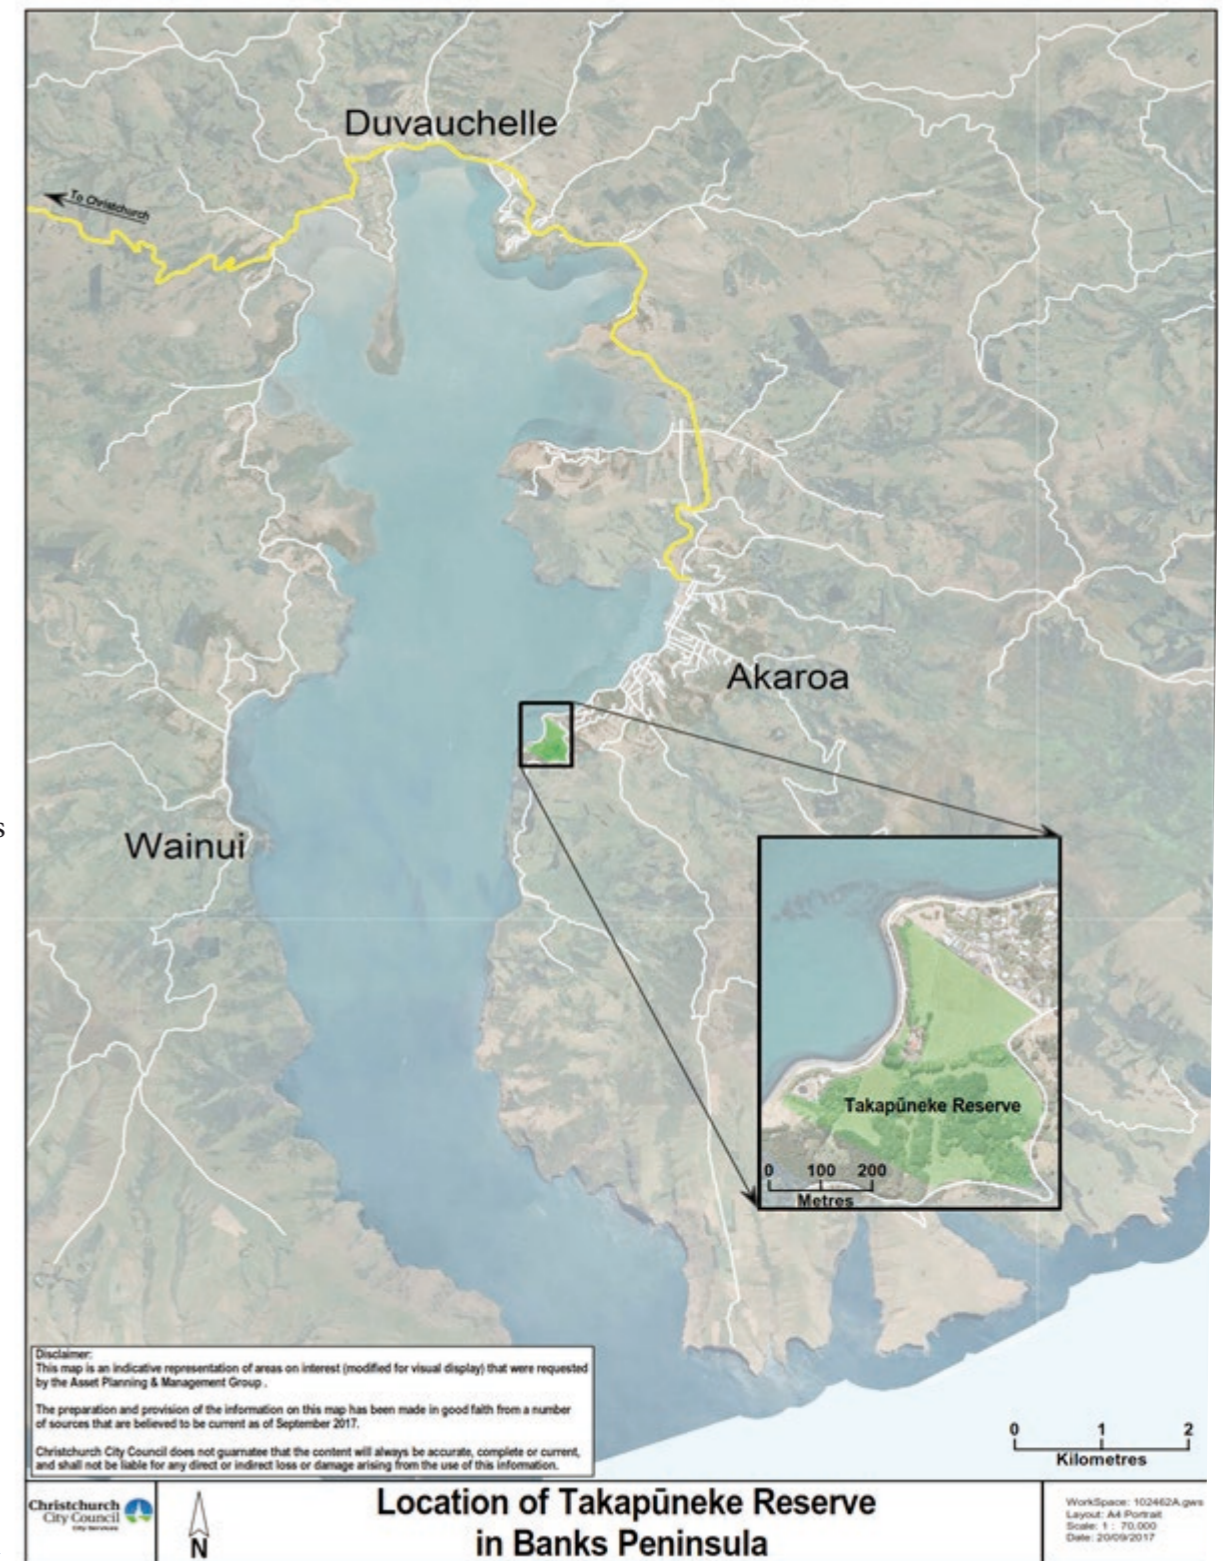 Duvauchelle
To Christchurch
Akaroa
s
Wainui
Takapūneke Reserve
0 100 200
Metres
Disclaimer:
This map is an indicative representation of areas on interest (modified for visual display) that were requested
by the Asset Planning & Management Group .
The preparation and provision of the information on this map has been made in good faith from a number
of sources that are believed to be current as of September 2017.
Christchurch City Council does not guarnatee that the content will always be accurate, complete or current,
and shall not be liable for any direct or indirect loss or damage arising from the use of this information.
0 1 2
Kilometres
Christchurch
City Council
City Services
N
Location of Takapūneke Reserve
in Banks Peninsula
WorkSpace: 102462A.gws
Layout: A4 Portrait
Scale: 1 : 70,000
Date: 20/09/2017